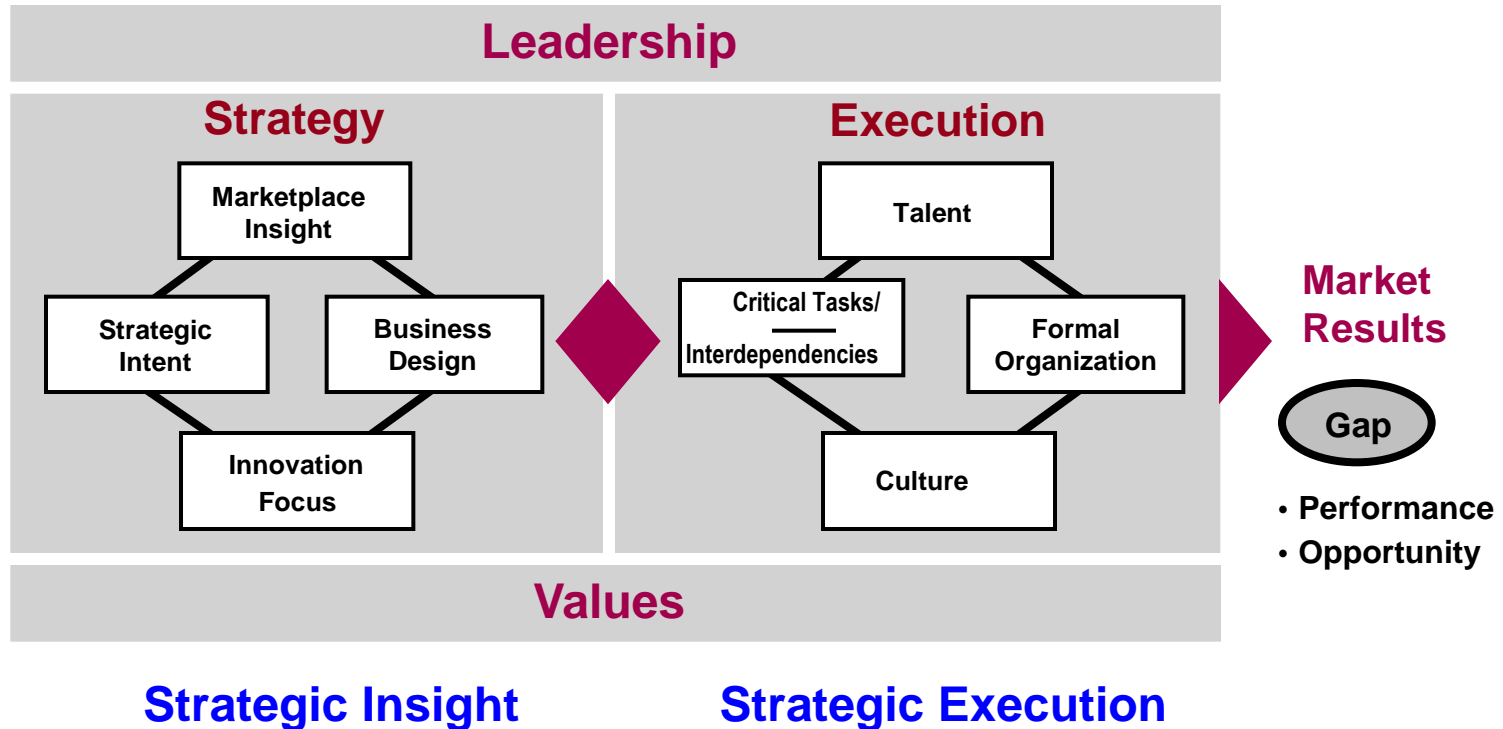 Leadership
Strategy
Marketplace
Insight
Strategic
Intent
Business
Design
Innovation
Focus
Execution
Talent
Critical Tasks/
Interdependencies
Formal
Organization
Culture
Market
Results
Gap
• Performance
• Opportunity
Values
Strategic Insight
Strategic Execution